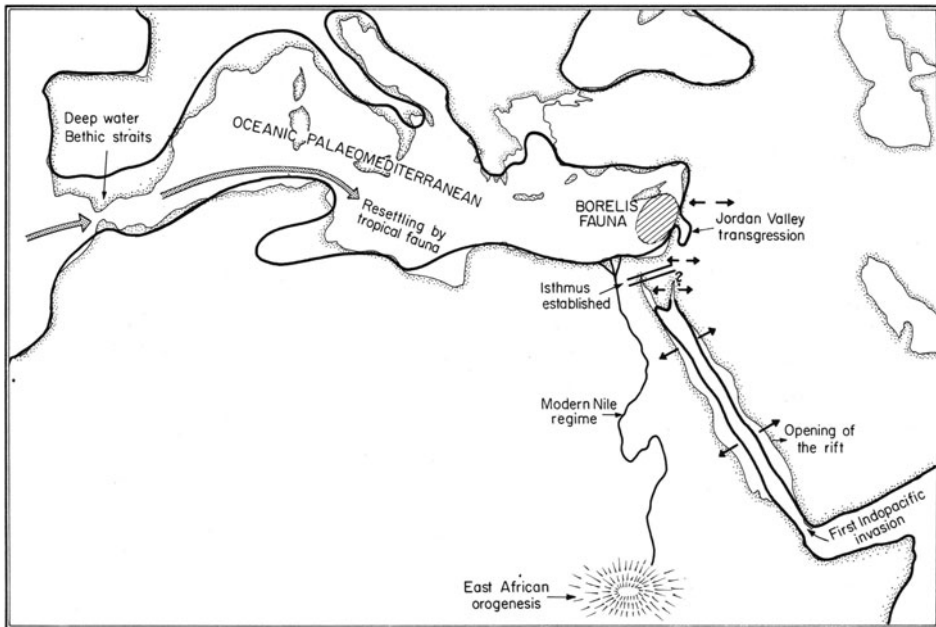 Deep water
Bethic straits
OCEANIC PALAEOMEDITERRANEAN
Resettling by
tropical fauna
BORELIS
FAUNA
Jordan Valley
transgression
Isthmus
established
?
Modern Nile
regime
Opening of
the rift
First Indopacific
invasion
East African
orogenesis